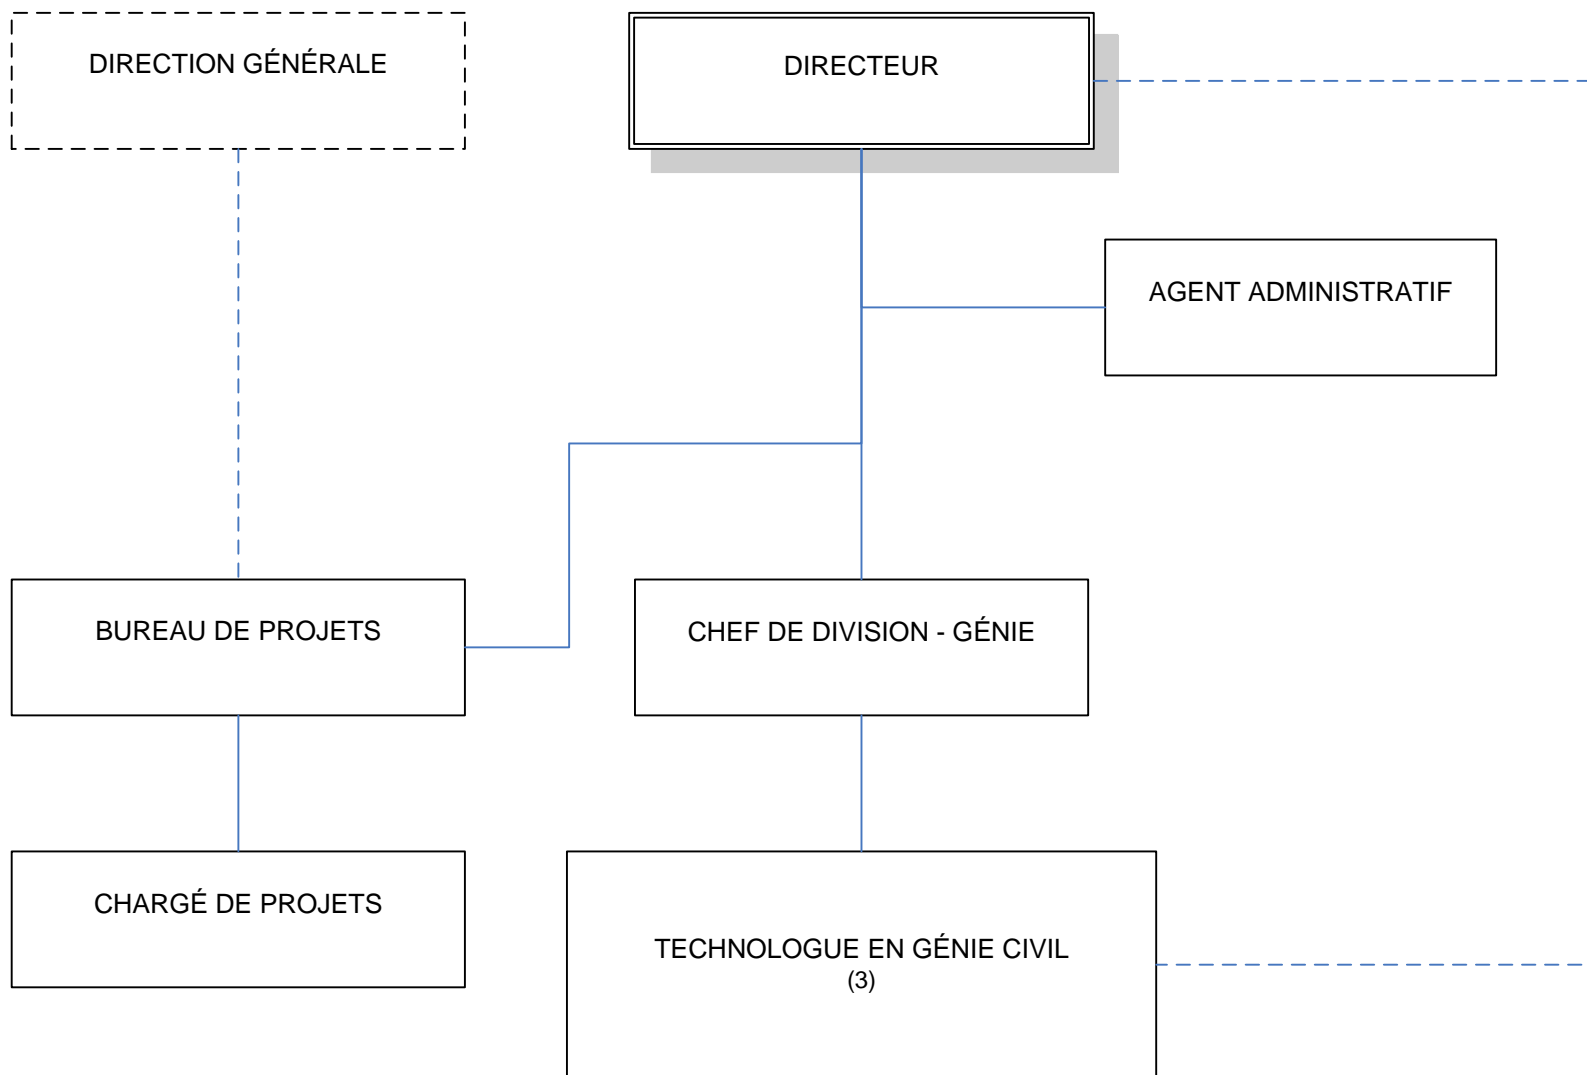 DIRECTION GÉNÉRALE
DIRECTEUR
AGENT ADMINISTRATIF
BUREAU DE PROJETS
CHEF DE DIVISION - GÉNIE
CHARGÉ DE PROJETS
TECHNOLOGUE EN GÉNIE CIVIL
(3)